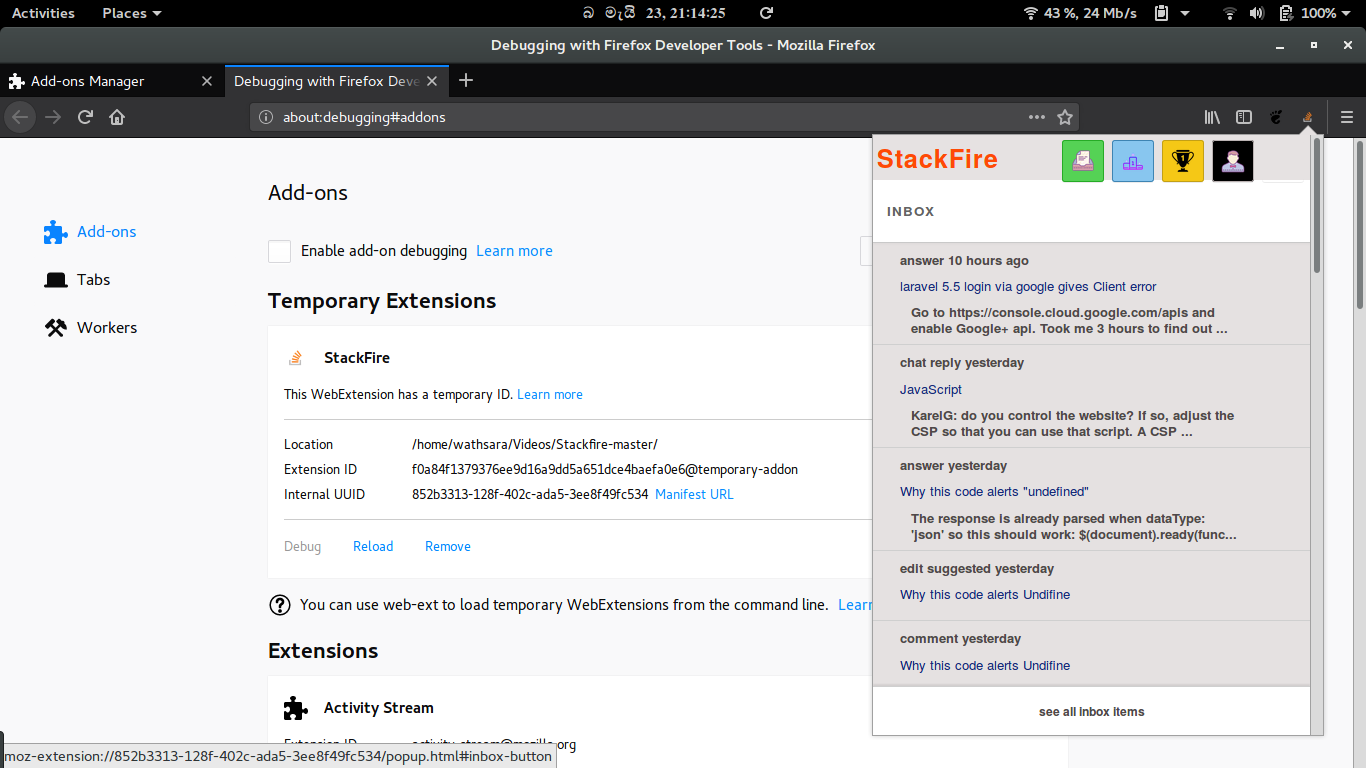 Activities Places බ මැයි 23, 21:14:25 43 %, 24 Mb/s 100%
Debugging with Firefox Developer Tools - Mozilla Firefox
Add-ons Manager Debugging with Firefox Deve
about:debugging#addons
Add-ons
Add-ons
Tabs
Workers
Enable add-on debugging Learn more
Temporary Extensions
StackFire
This WebExtension has a temporary ID. Learn more
Location /home/wathsara/Videos/Stackfire-master/
Extension ID f0a84f1379376ee9d16a9dd5a651dce4baefa0e6@temporary-addon
Internal UUID 852b3313-128f-402c-ada5-3ee8f49fc534 Manifest URL
Debug Reload Remove
You can use web-ext to load temporary WebExtensions from the command line. Learn
Extensions
Activity Stream
Extension ID activity-stream@mozilla.org
moz-extension://852b3313-128f-402c-ada5-3ee8f49fc534/popup.html#inbox-button
StackFire
INBOX
answer 10 hours ago
laravel 5.5 login via google gives Client error
Go to https://console.cloud.google.com/apis and
enable Google+ api. Took me 3 hours to find out ...
chat reply yesterday
JavaScript
KarelG: do you control the website? If so, adjust the
CSP so that you can use that script. A CSP ...
answer yesterday
Why this code alerts "undefined"
The response is already parsed when dataType:
'json' so this should work: $(document).ready(func...
edit suggested yesterday
Why this code alerts Undifine
comment yesterday
Why this code alerts Undifine
see all inbox items